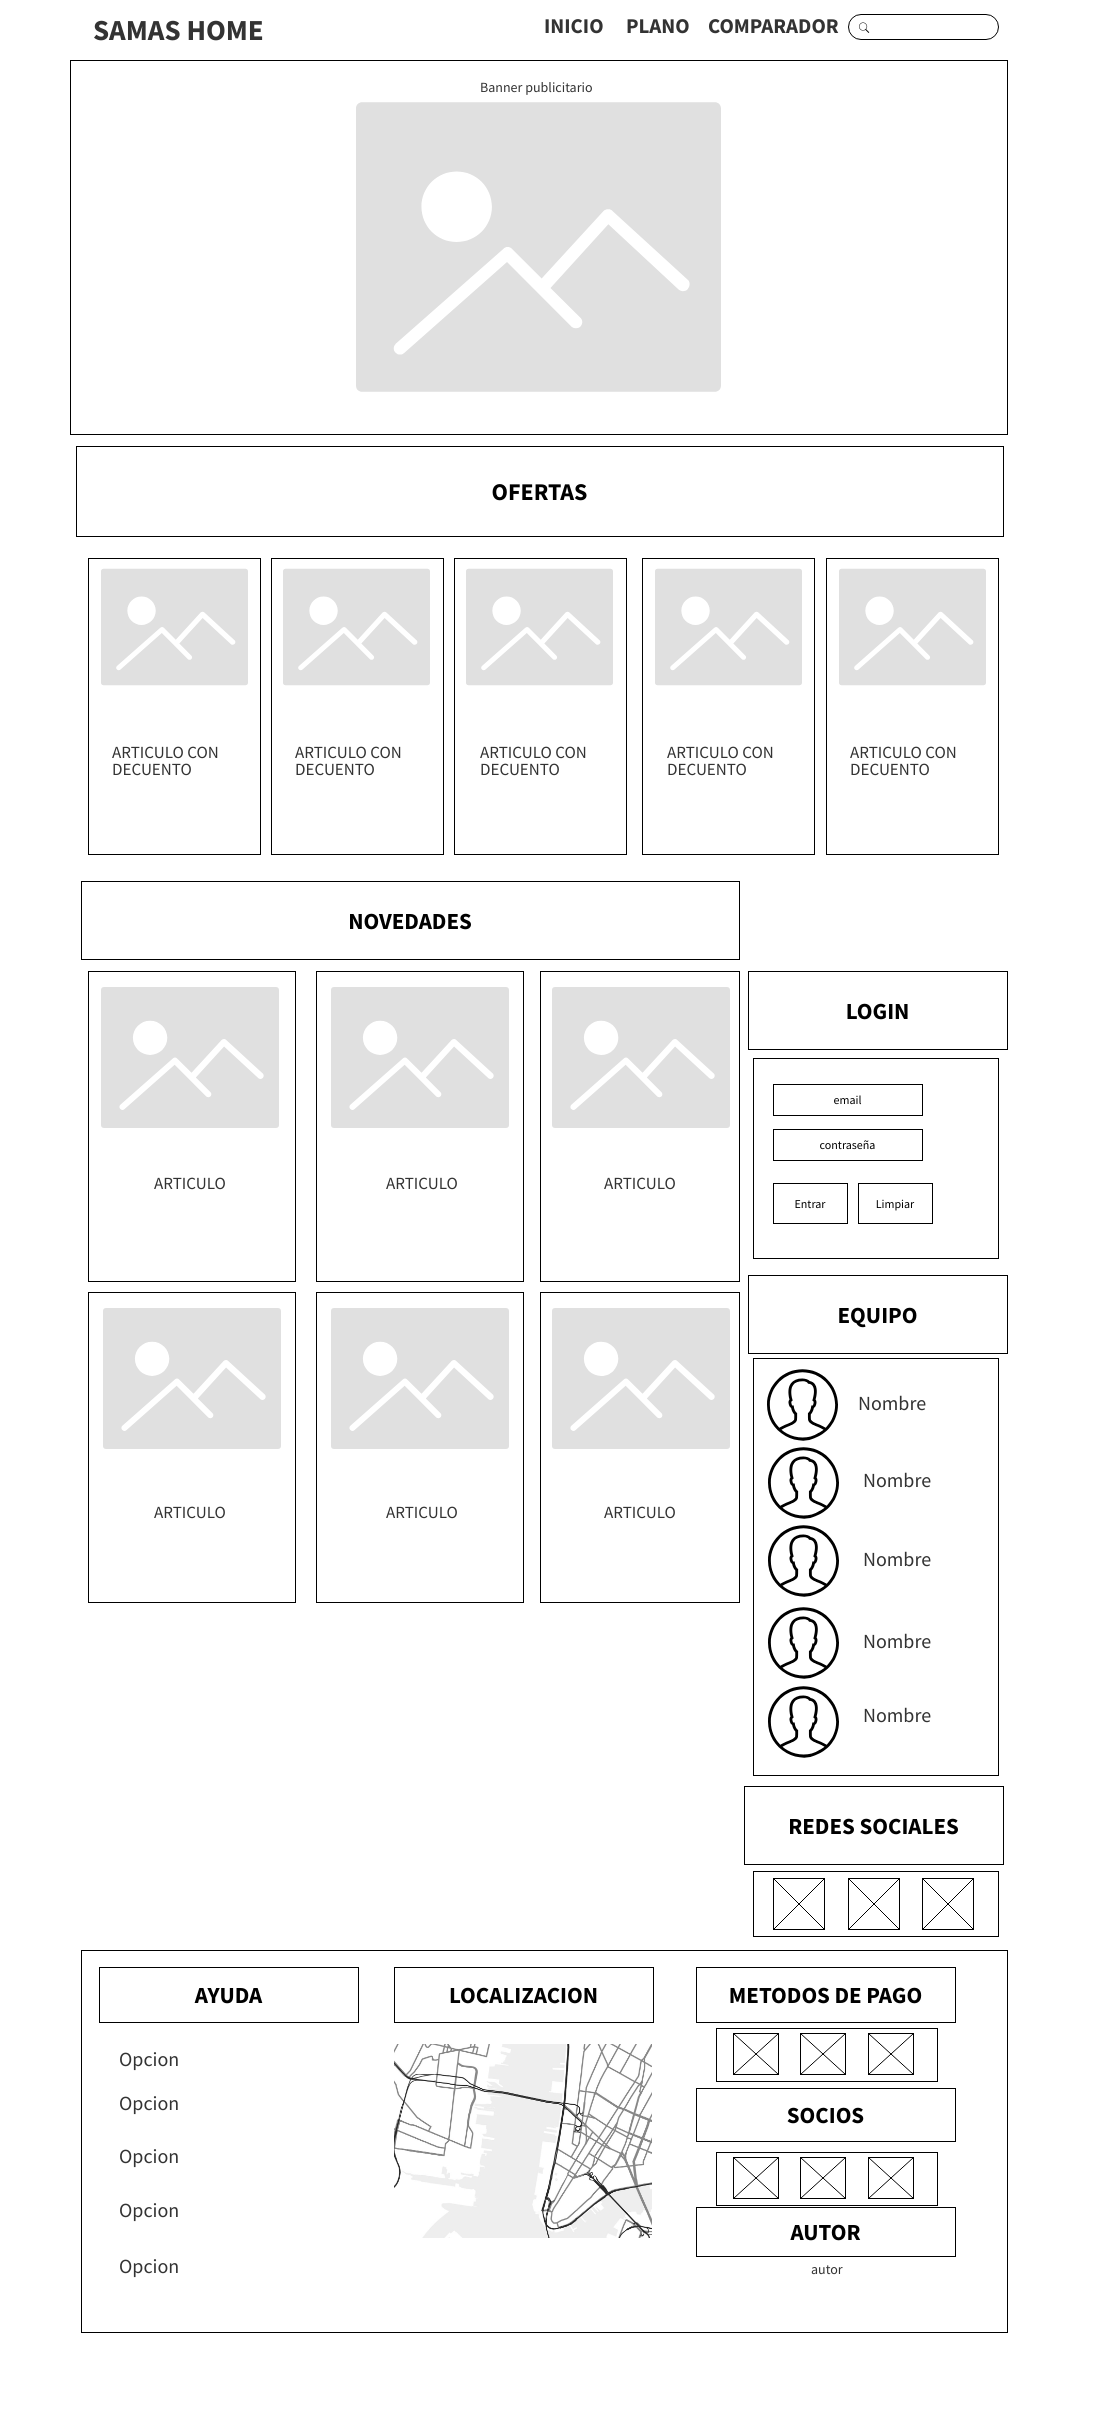 SAMAS HOME
INICIO PLANO COMPARADOR
Banner publicitario
OFERTAS
ARTICULO CON
DECUENTO
ARTICULO CON
DECUENTO
ARTICULO CON
DECUENTO
ARTICULO CON
DECUENTO
ARTICULO CON
DECUENTO
NOVEDADES
ARTICULO
ARTICULO
ARTICULO
ARTICULO
ARTICULO
ARTICULO
LOGIN
email
contraseña
Entrar
Limpiar
EQUIPO
Nombre
Nombre
Nombre
Nombre
Nombre
REDES SOCIALES
AYUDA
Opcion
Opcion
Opcion
Opcion
Opcion
LOCALIZACION
METODOS DE PAGO
SOCIOS
AUTOR
autor